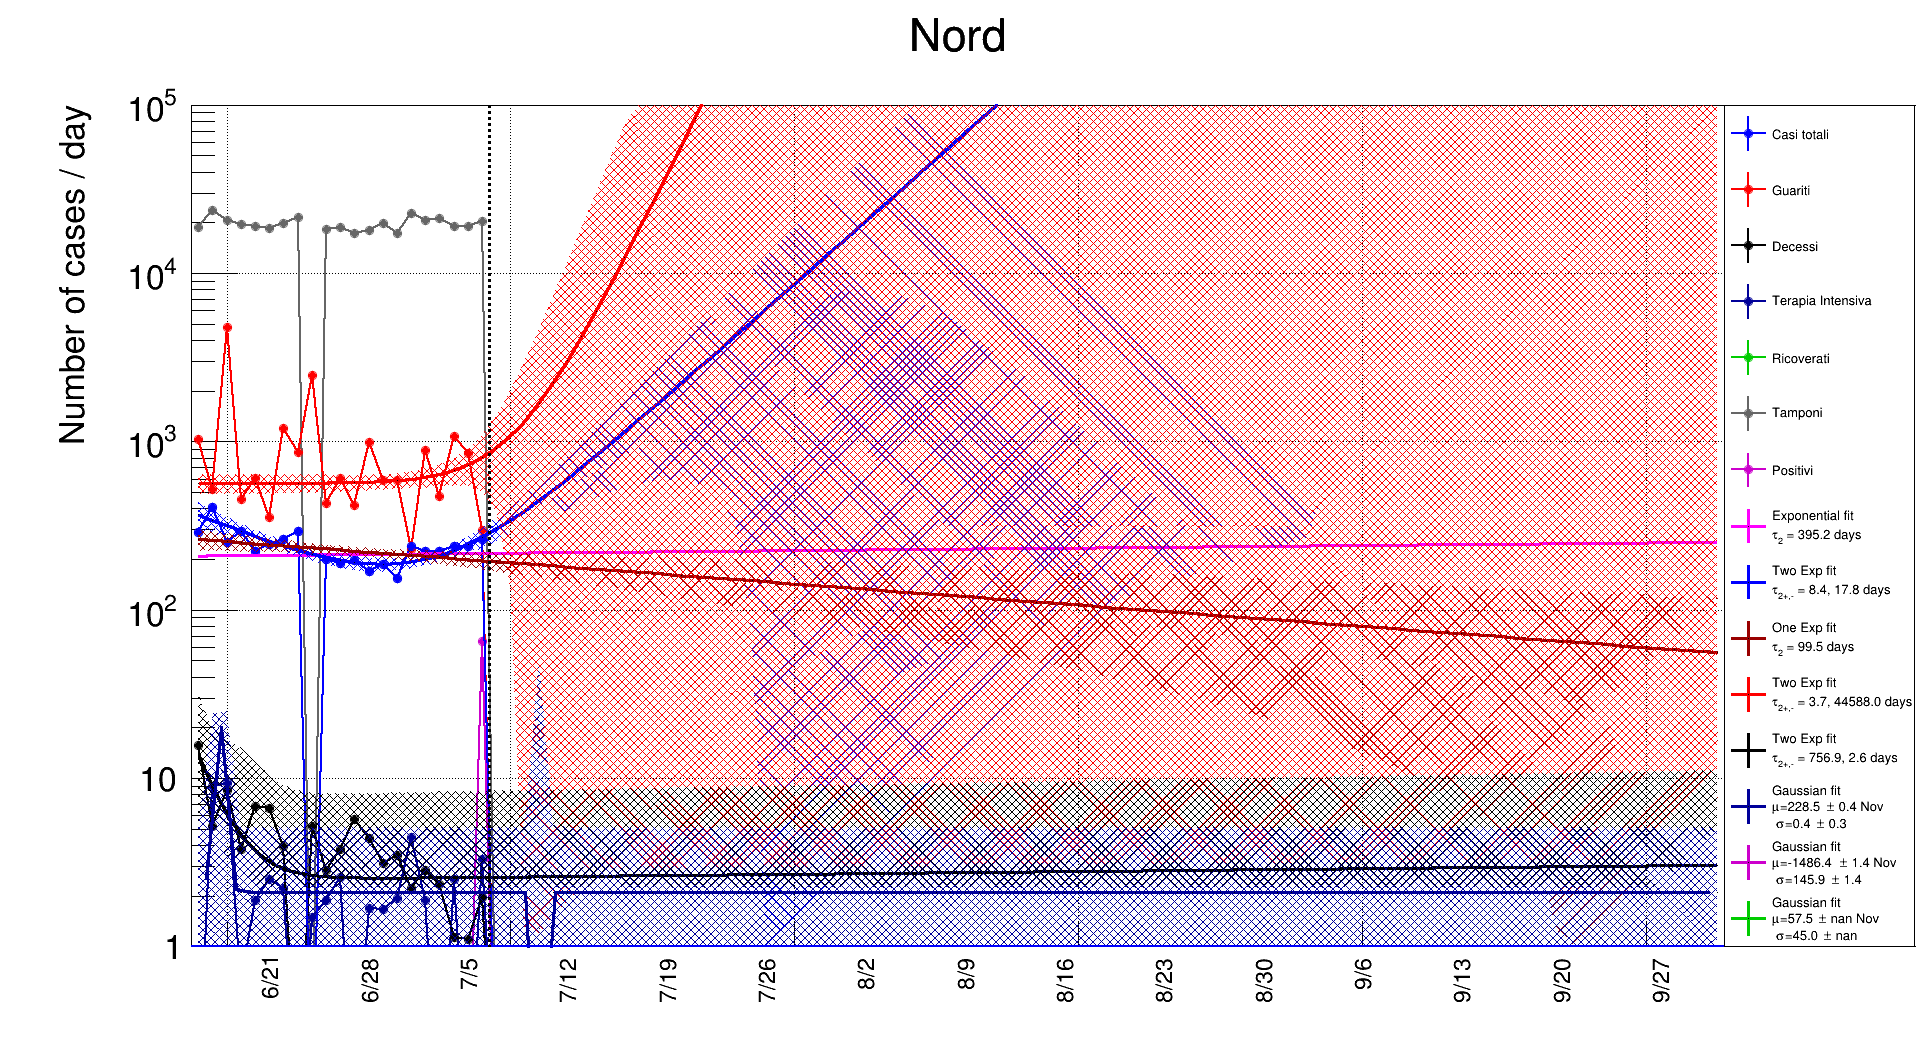 Nord
Number of cases / day
10^5
10^4
10^3
10^2
10
1
6/21
6/28
7/5
7/12
7/19
7/26
8/2
8/9
8/16
8/23
8/30
9/6
9/13
9/20
9/27
Casi totali
Guariti
Decessi
Terapia Intensiva
Ricoverati
Tamponi
Positivi
Exponential fit
τ_2 = 395.2 days
Two Exp fit
τ_2+,- = 8.4, 17.8 days
One Exp fit
τ_2 = 99.5 days
Two Exp fit
τ_2+,- = 3.7, 44588.0 days
Two Exp fit
τ_2+,- = 756.9, 2.6 days
Gaussian fit
μ=228.5 ± 0.4 Nov
σ=0.4 ± 0.3
Gaussian fit
μ=-1486.4 ± 1.4 Nov
σ=145.9 ± 1.4
Gaussian fit
μ=57.5 ± nan Nov
σ=45.0 ± nan